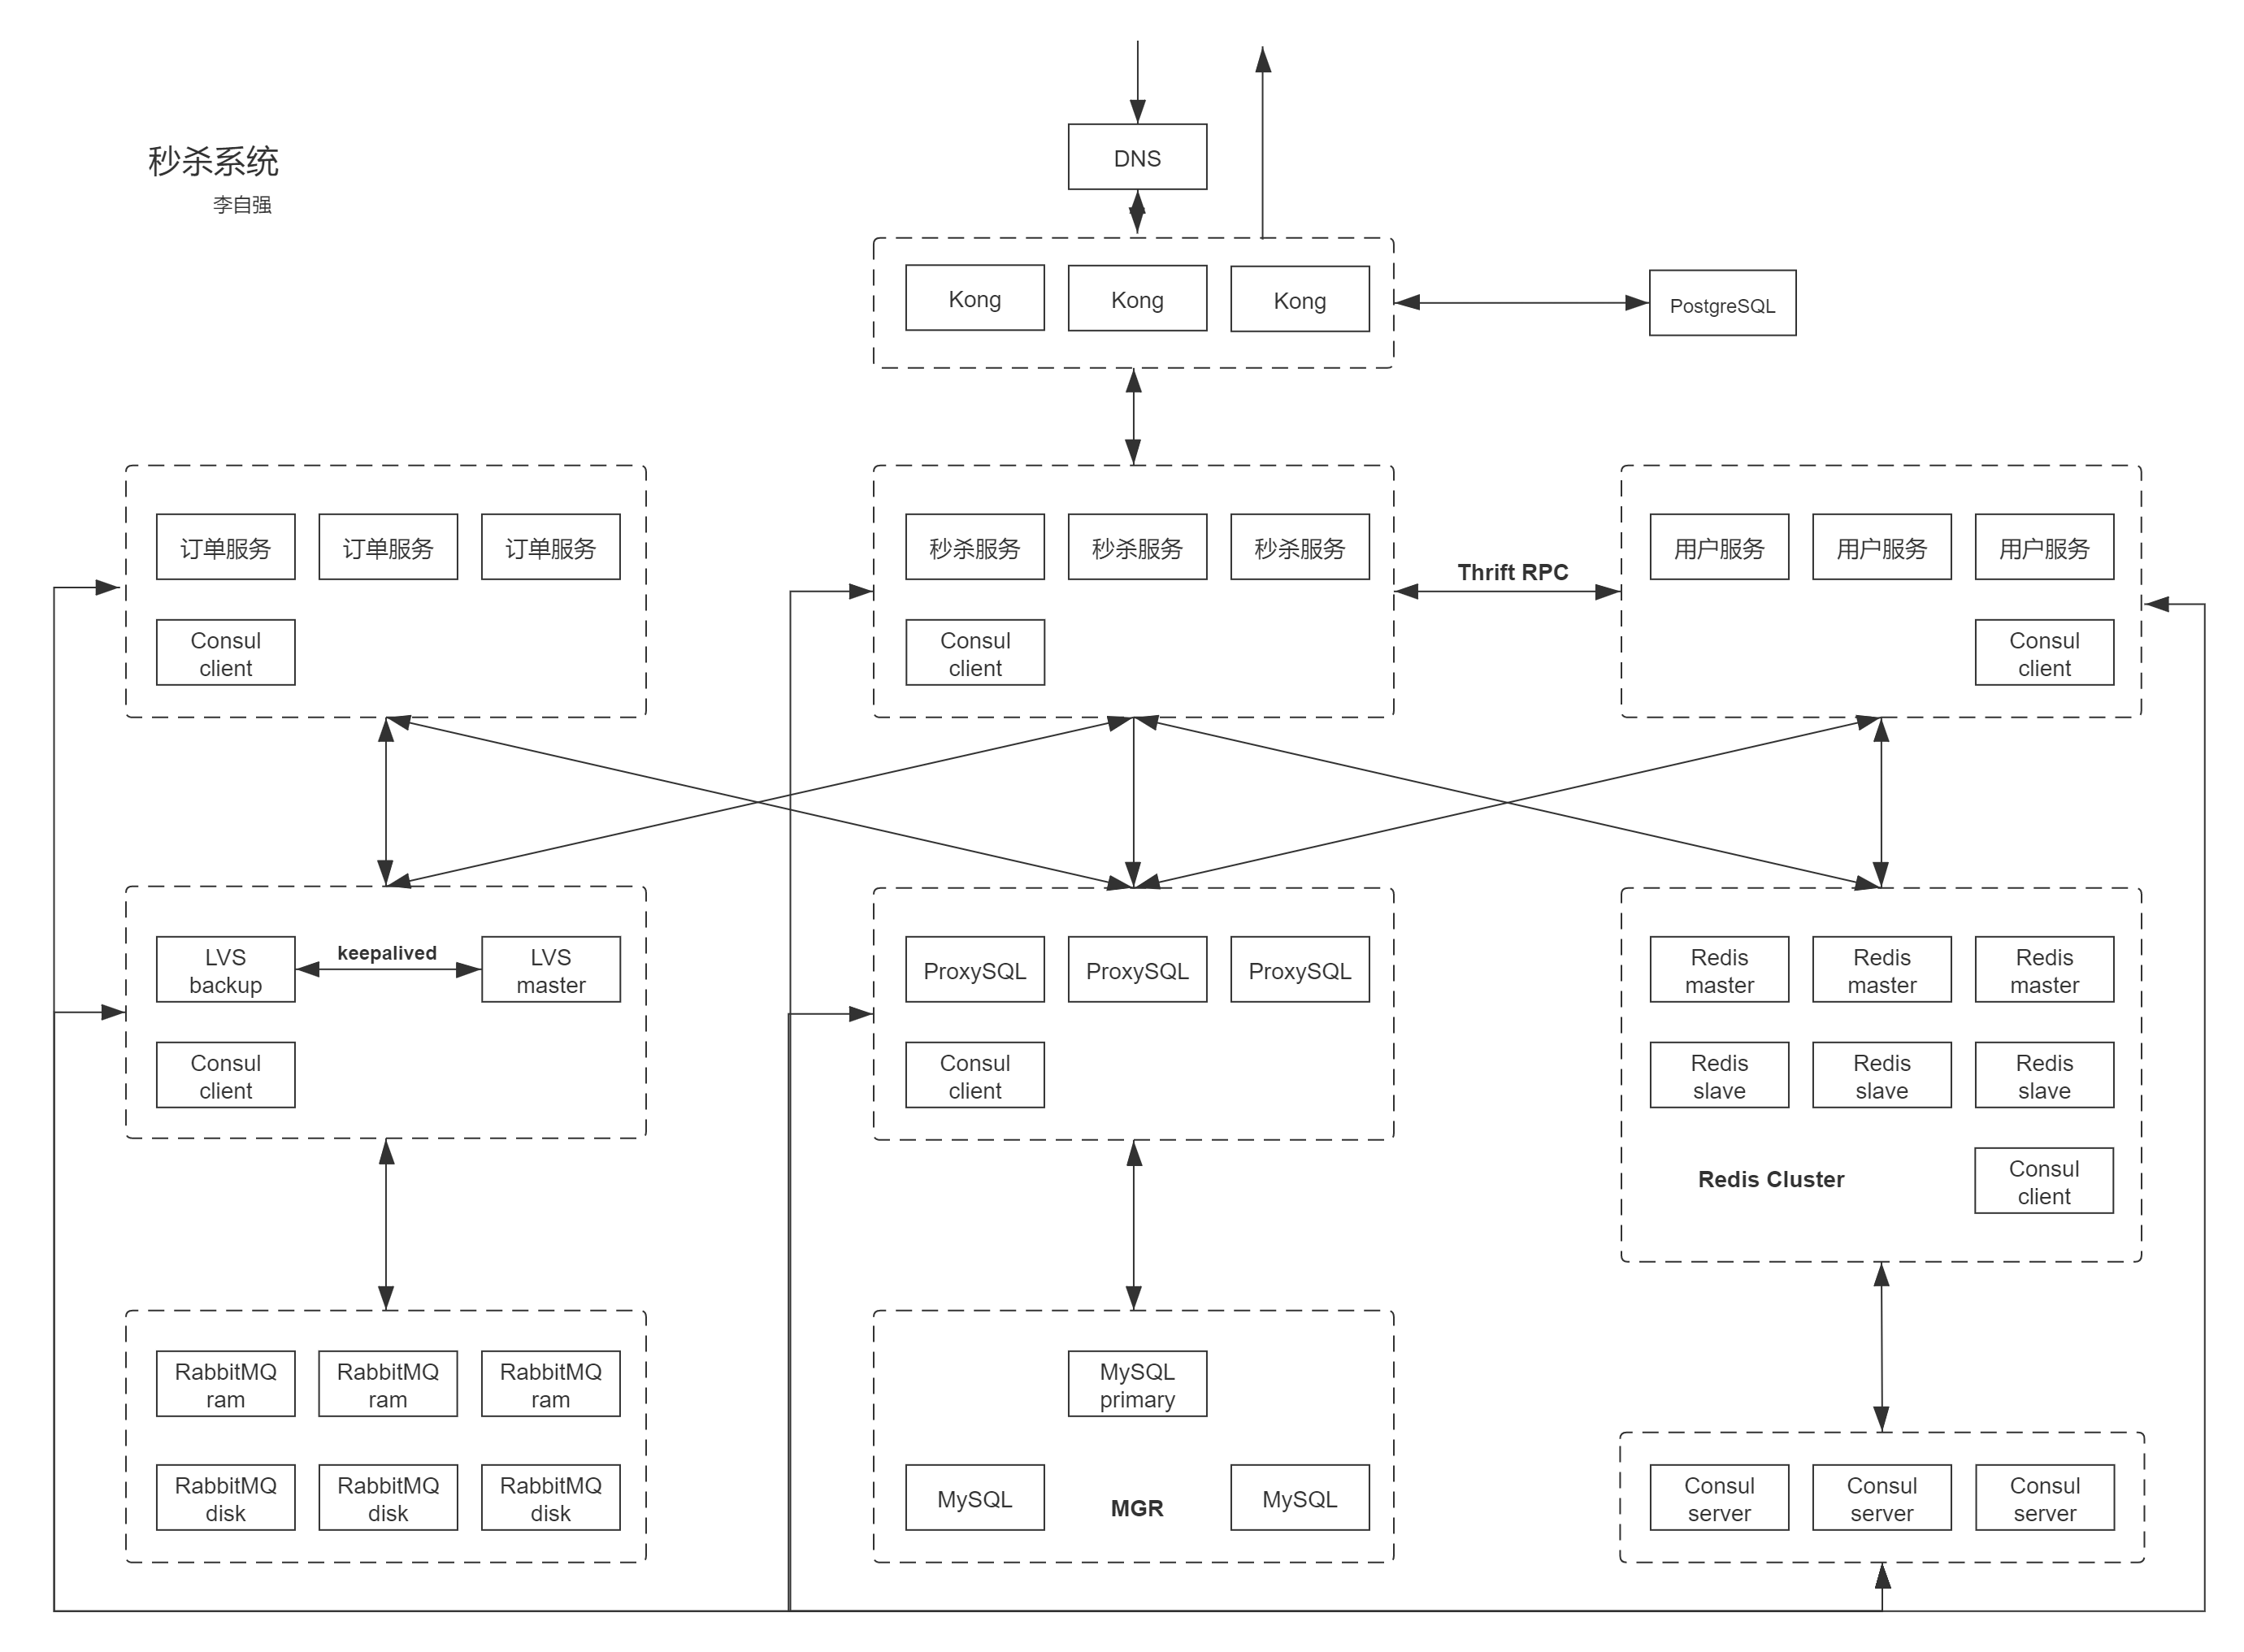 秒杀系统
李自强
DNS
Kong
Kong
Kong
PostgreSQL
订单服务
订单服务
订单服务
Consul
client
秒杀服务
秒杀服务
秒杀服务
Consul
client
Thrift RPC
用户服务
用户服务
用户服务
Consul
client
LVS
backup
keepalived
LVS
master
Consul
client
ProxySQL
ProxySQL
ProxySQL
Consul
client
Redis
master
Redis
master
Redis
master
Redis
slave
Redis
slave
Redis
slave
Redis Cluster
Consul
client
RabbitMQ
ram
RabbitMQ
ram
RabbitMQ
ram
RabbitMQ
disk
RabbitMQ
disk
RabbitMQ
disk
MySQL
primary
MySQL
MGR
MySQL
Consul
server
Consul
server
Consul
server